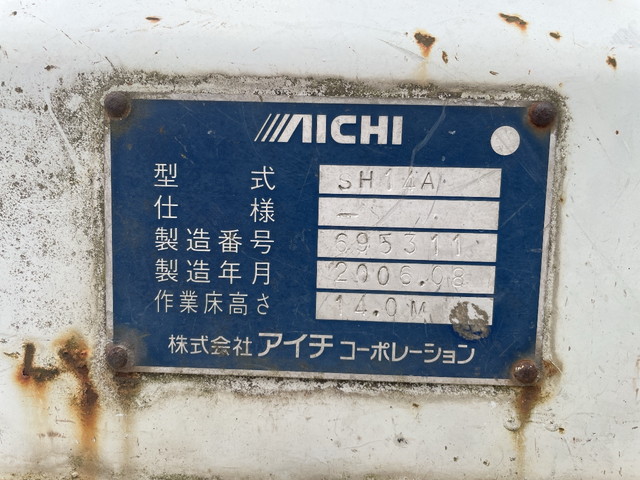 AICHI
型式 SH14A
仕様
製造番号 695311
製造年月 2006.08
作業床高さ 14.0M
株式会社アイチコーポレーション